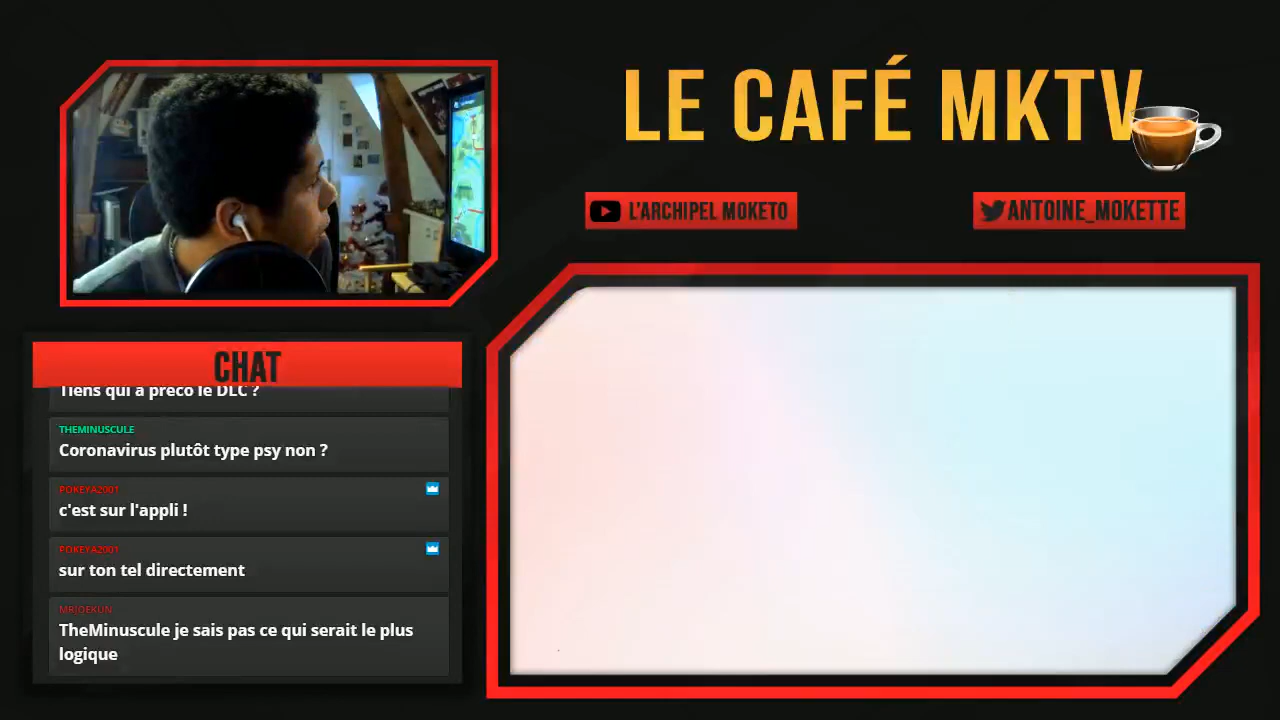 LE CAFÉ MKTV
L'ARCHIPEL MOKETO
ANTOINE_MOKETTE
CHAT
Tiens qui a préco le DLC ?
THEMINUSCULE
Coronavirus plutôt type psy non ?
POKEYA2001
c'est sur l'appli !
POKEYA2001
sur ton tel directement
MRIDEKUN
TheMinuscule je sais pas ce qui serait le plus
logique